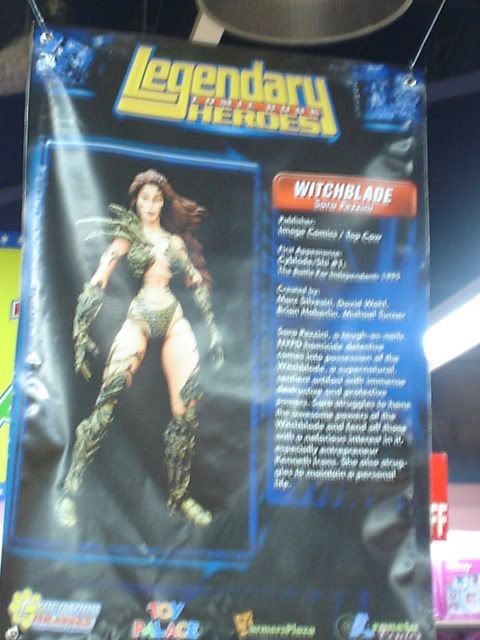 Legendary
COMIC BOOK
HEROES!
WITCHBLADE
Sara Pezzini
Publisher:
Image Comics / Top Cow
First Appearance:
Cyblade/Shi #1:
The Battle For Independents 1995
Created by:
Marc Silvestri, David Wohl,
Brian Haberlin, Michael Turner
Sara Pezzini, a tough-as-nails
NYPD homicide detective
comes into possession of the
Witchblade, a supernatural,
sentient artifact with immense
destructive and protective
powers. Sara struggles to hone
the awesome powers of the
Witchblade and fend off those
with a nefarious interest in it,
especially entrepreneur
Kenneth Irons. She also strug-
gles to maintain a personal
life.
TOY
PALACE
FarmersPlaza
Araneta
FF
Disney